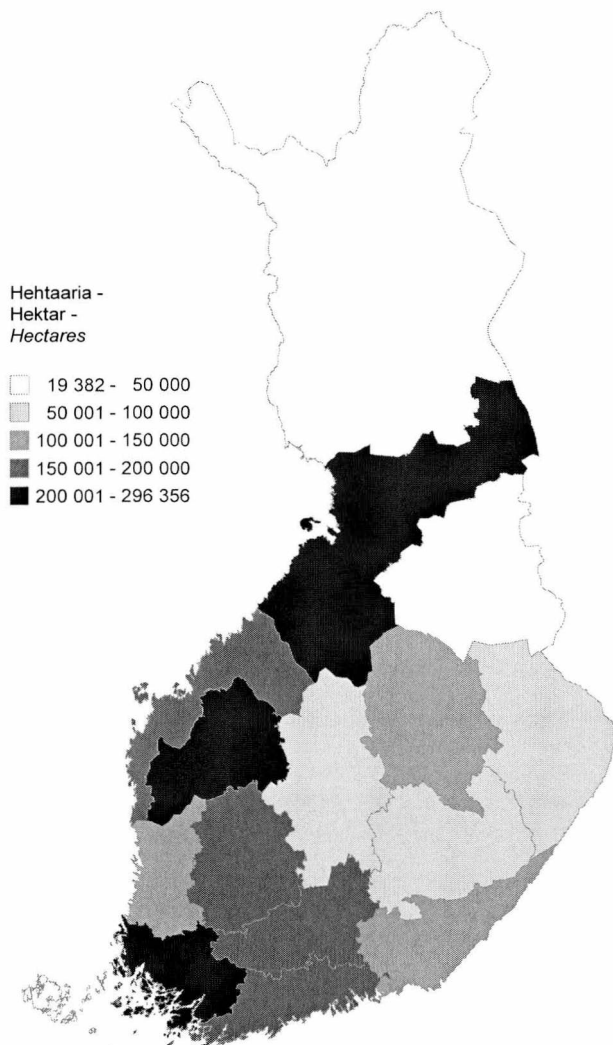 Hehtaaria -
Hektar -
Hectares
19 382 - 50 000
50 001 - 100 000
100 001 - 150 000
150 001 - 200 000
200 001 - 296 356